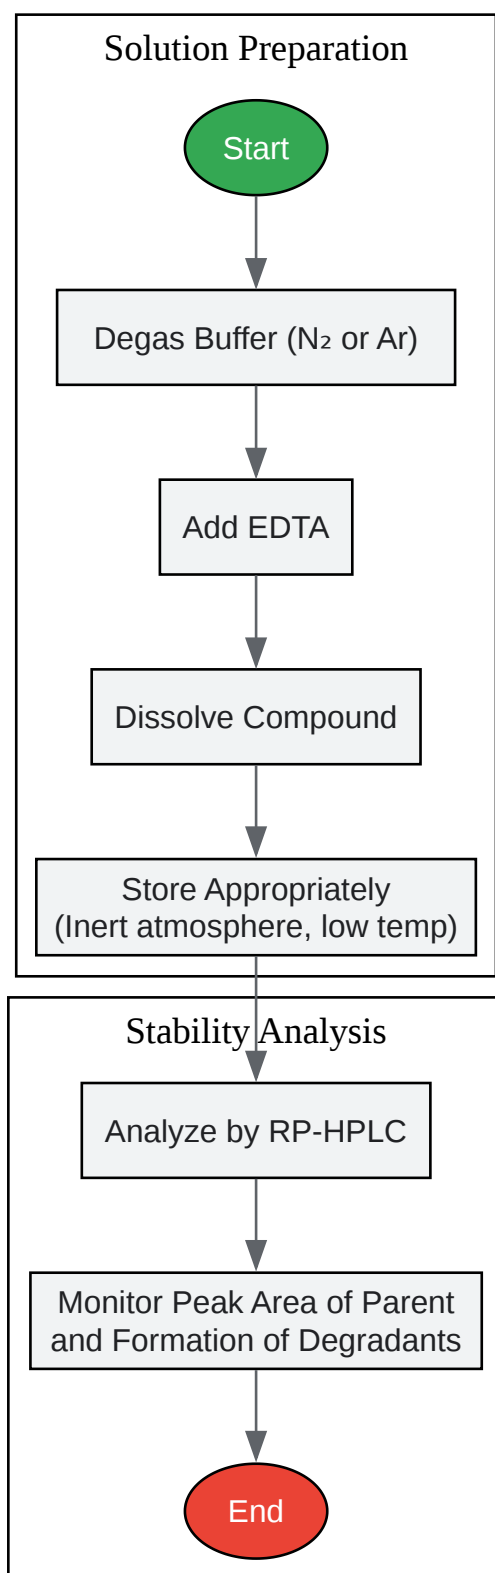 Solution Preparation
Start
Degas Buffer (N₂ or Ar)
Add EDTA
Dissolve Compound
Store Appropriately
(Inert atmosphere, low temp)
Stability Analysis
Analyze by RP-HPLC
Monitor Peak Area of Parent
and Formation of Degradants
End